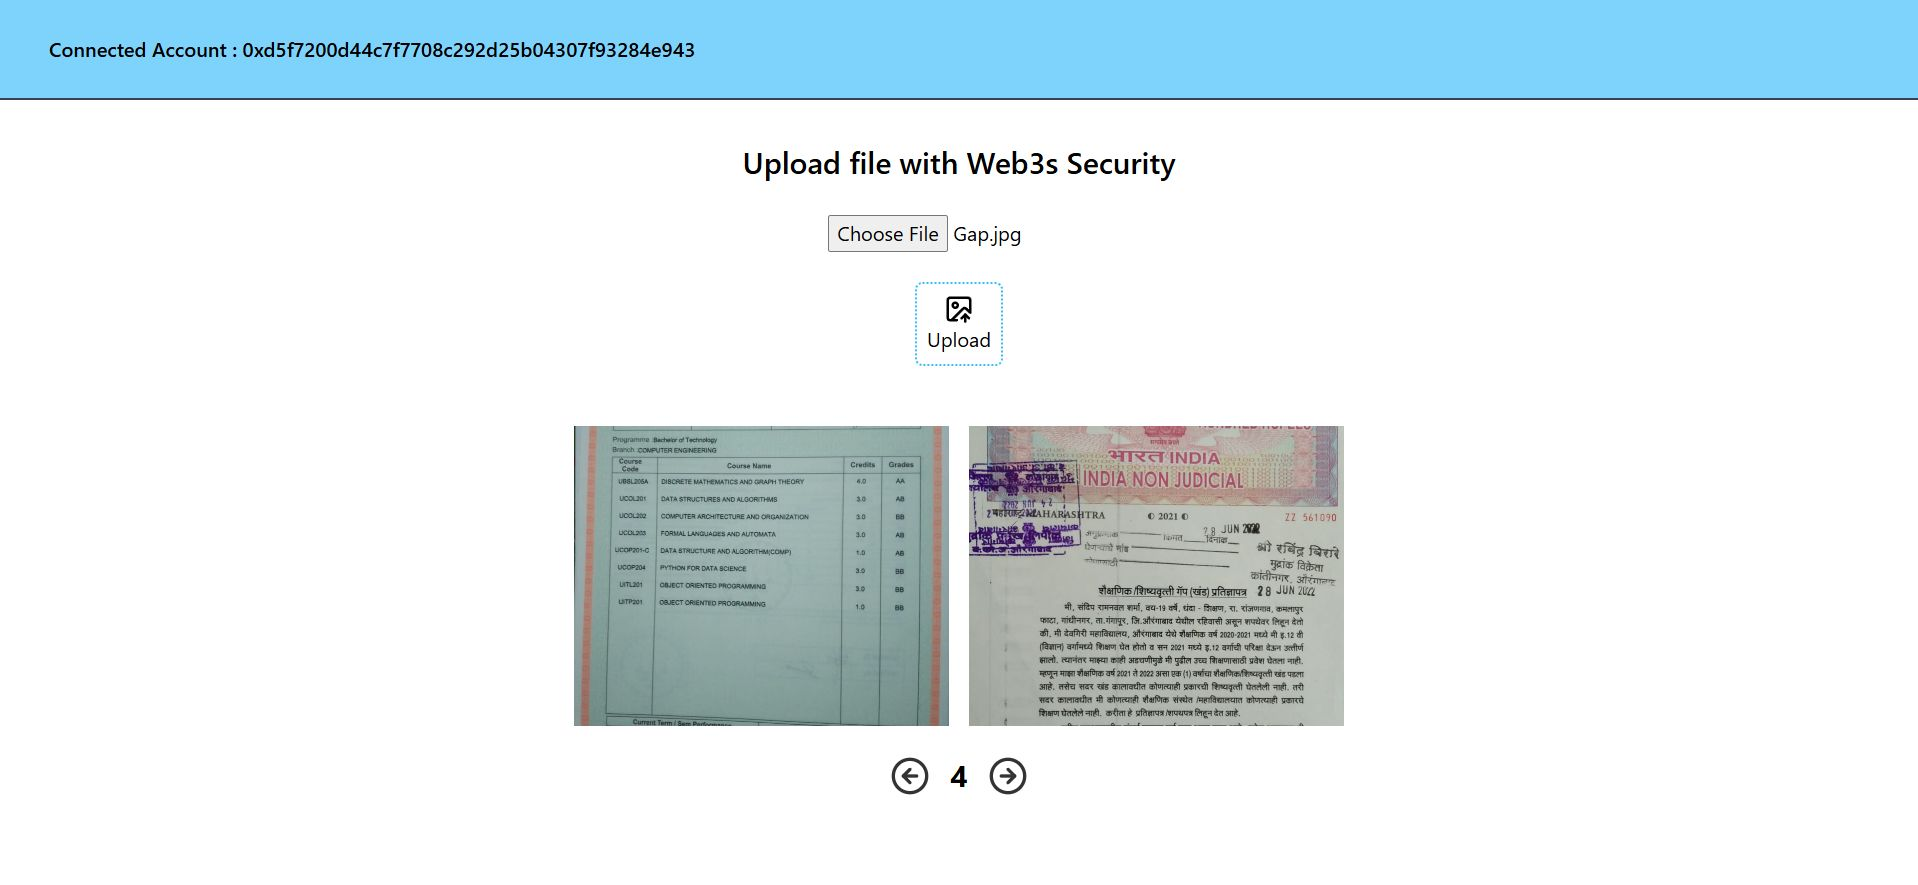 Connected Account : 0xd5f7200d44c7f7708c292d25b04307f93284e943
Upload file with Web3s Security
Choose File Gap.jpg
Upload
Programme :Bachelor of Technology
Branch :COMPUTER ENGINEERING
Course Code Course Name Credits Grades
UBSL205A DISCRETE MATHEMATICS AND GRAPH THEORY 4.0 AA
UCOL201 DATA STRUCTURES AND ALGORITHMS 3.0 AB
UCOL202 COMPUTER ARCHITECTURE AND ORGANIZATION 3.0 BB
UCOL203 FORMAL LANGUAGES AND AUTOMATA 3.0 AB
UCOP201-C DATA STRUCTURE AND ALGORITHM(COMP) 1.0 AB
UCOP204 PYTHON FOR DATA SCIENCE 3.0 BB
UITL201 OBJECT ORIENTED PROGRAMMING 3.0 BB
UITP201 OBJECT ORIENTED PROGRAMMING 1.0 BB
Current Term / Sem Performance
भारत INDIA
INDIA NON JUDICIAL
MAHARASHTRA
2021
ZZ 561090
28 JUN 2022
श्री रबिंद्र बिरारे
मुद्रांक विक्रेता
क्रांतीनगर, औरंगाबाद
28 JUN 2022
शैक्षणिक /शिष्यवृत्ती गॅप (खंड) प्रतिज्ञापत्र
मी, संदिप रामनवल शर्मा, वय-19 वर्षे, धंदा - शिक्षण, रा. रांजणगाव, कमलापुर
फाटा, गांधीनगर, ता.गंगापुर, जि.औरंगाबाद येथील रहिवासी असून शपथेवर लिहून देतो
की, मी देवगिरी महाविद्यालय, औरंगाबाद येथे शैक्षणिक वर्ष 2020-2021 मध्ये मी इ.12 वी
(विज्ञान) वर्गामध्ये शिक्षण घेत होतो व सन 2021 मध्ये इ.12 वर्गाची परिक्षा देऊन उत्तीर्ण
झालो. त्यानंतर माझ्या काही अडचणीमुळे मी पुढील उच्च शिक्षणासाठी प्रवेश घेतला नाही.
म्हणून माझा शैक्षणिक वर्ष 2021 ते 2022 असा एक (1) वर्षाचा शैक्षणिक/शिष्यवृत्ती खंड पडला
आहे. तसेच सदर खंड कालावधीत कोणत्याही प्रकारची शिष्यवृत्ती घेतलेली नाही. तरी
सदर कालावधीत मी कोणत्याही शैक्षणिक संस्थेत /महाविद्यालयात कोणत्याही प्रकारचे
शिक्षण घेतलेले नाही. करीता हे प्रतिज्ञापत्र /शपथपत्र लिहून देत आहे.
4